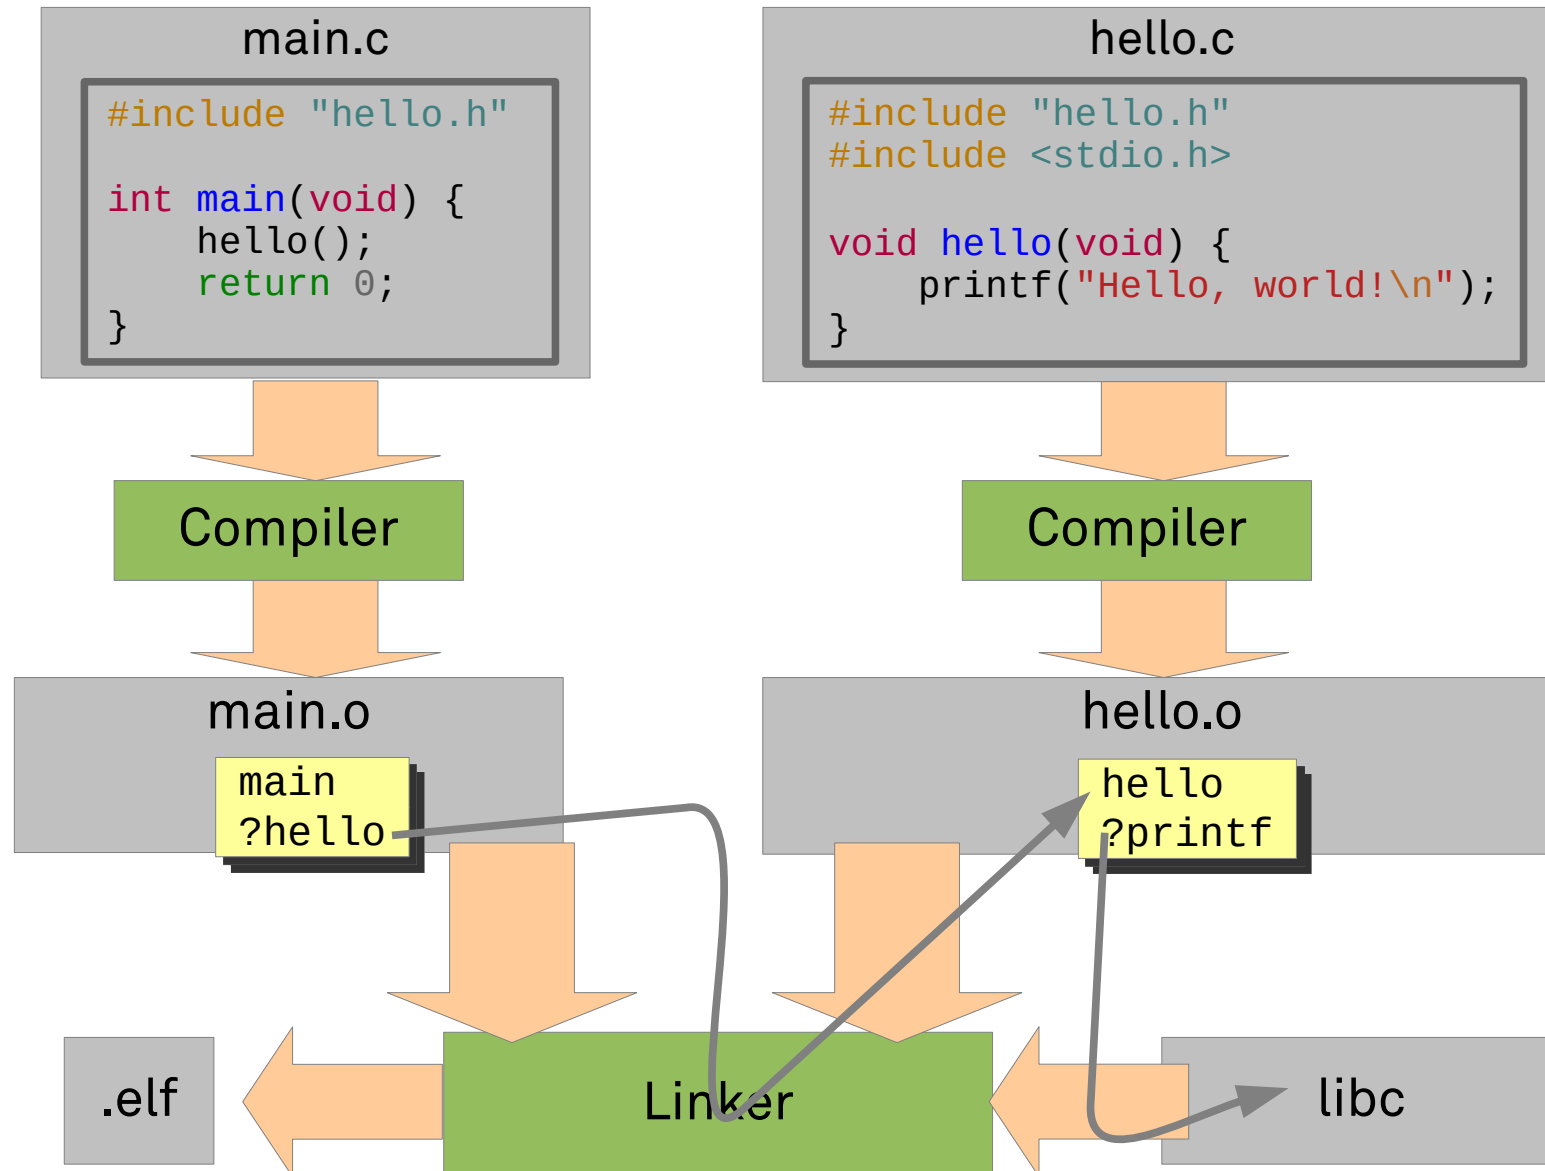 main.c
#include "hello.h"
int main(void) {
hello();
return 0;
}
hello.c
#include "hello.h"
#include <stdio.h>
void hello(void) {
printf("Hello, world!\n");
}
Compiler
Compiler
main.o
main
?hello
hello.o
hello
?printf
.elf
Linker
libc